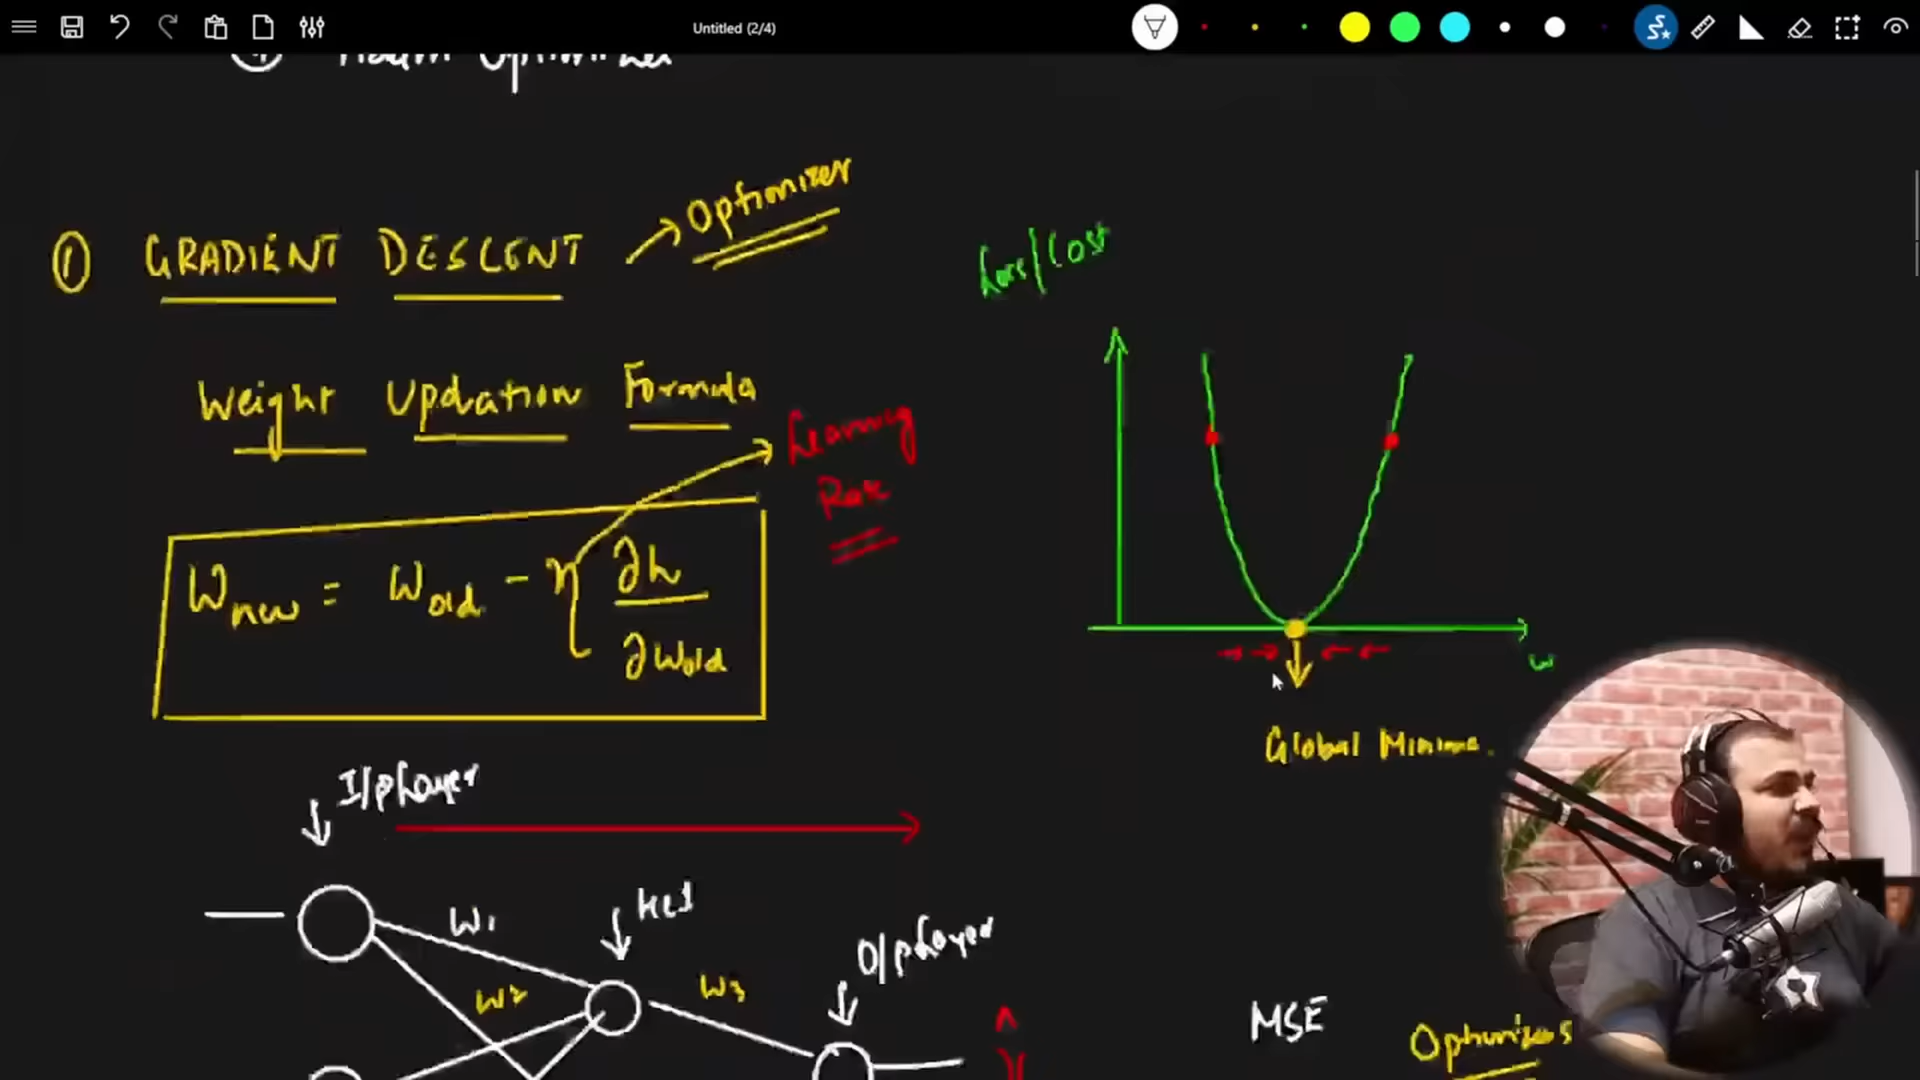 Untitled (2/4)
① GRADIENT DESCENT → Optimizer
Weight Updation Formula
Learning
Rate
Wnew = Wold - η ∂L
∂Wold
Loss/Cost
w
Global Minima.
I/p Layer
W1
HL1
W2
W3
O/p Layer
MSE
Optimizers